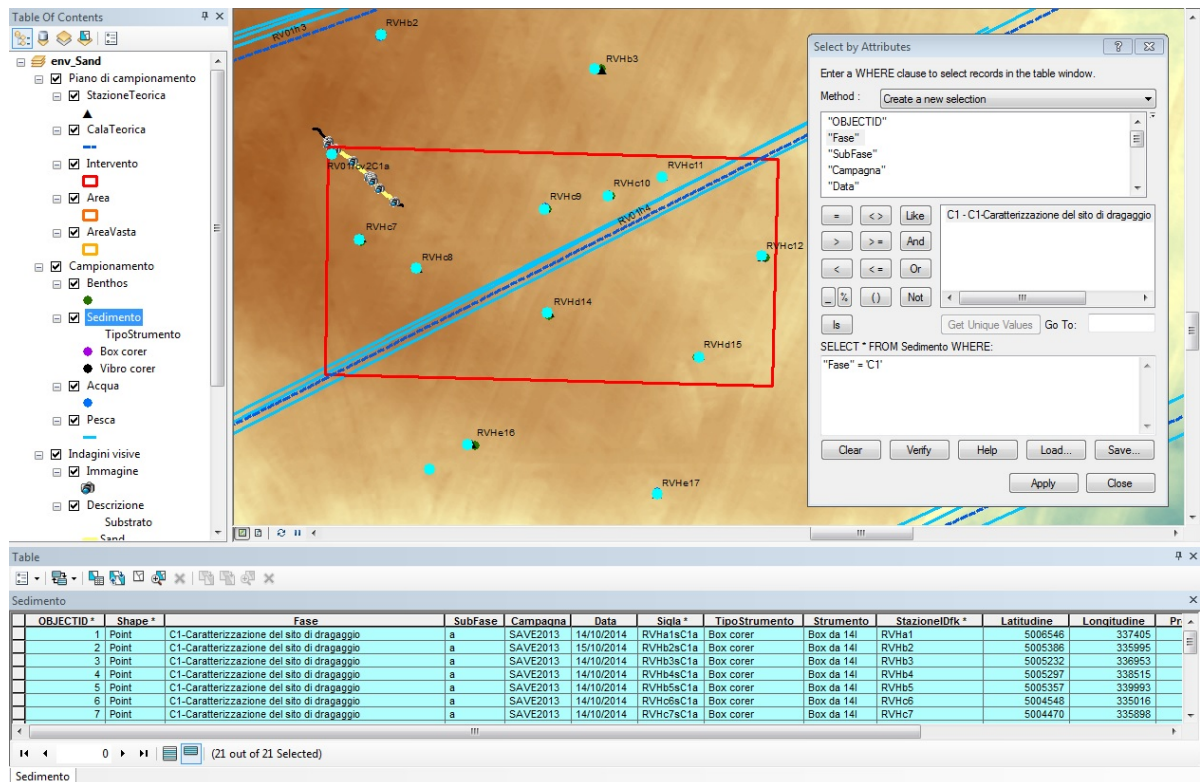 Table Of Contents
env_Sand
Piano di campionamento
StazioneTeorica
CalaTeorica
Intervento
Area
AreaVasta
Campionamento
Benthos
Sedimento
TipoStrumento
Box corer
Vibro corer
Acqua
Pesca
Indagini visive
Immagine
Descrizione
Substrato
Sand
RV01h3
RVHb2
RVHb3
RVHc11
RVHc10
RVHc9
RV01h4
RVHc7
RVHc8
RVHc12
RVHd14
RVHd15
RVHe16
RVHe17
Select by Attributes
Enter a WHERE clause to select records in the table window.
Method : Create a new selection
"OBJECTID"
"Fase"
"SubFase"
"Campagna"
"Data"
= < > Like
> > = And
< < = Or
_ % ( ) Not
Is
C1 - C1-Caratterizzazione del sito di dragaggio
Get Unique Values Go To:
SELECT * FROM Sedimento WHERE:
"Fase" = 'C1'
Clear Verify Help Load... Save...
Apply Close
Table
Sedimento
OBJECTID * Shape * Fase SubFase Campagna Data Sigla * TipoStrumento Strumento StazioneIDfk * Latitudine Longitudine Pr
1 Point C1-Caratterizzazione del sito di dragaggio a SAVE2013 14/10/2014 RVHa1sC1a Box corer Box da 14l RVHa1 5006546 337405
2 Point C1-Caratterizzazione del sito di dragaggio a SAVE2013 15/10/2014 RVHb2sC1a Box corer Box da 14l RVHb2 5005386 335995
3 Point C1-Caratterizzazione del sito di dragaggio a SAVE2013 14/10/2014 RVHb3sC1a Box corer Box da 14l RVHb3 5005232 336953
4 Point C1-Caratterizzazione del sito di dragaggio a SAVE2013 14/10/2014 RVHb4sC1a Box corer Box da 14l RVHb4 5005297 338515
5 Point C1-Caratterizzazione del sito di dragaggio a SAVE2013 14/10/2014 RVHb5sC1a Box corer Box da 14l RVHb5 5005357 339993
6 Point C1-Caratterizzazione del sito di dragaggio a SAVE2013 14/10/2014 RVHc6sC1a Box corer Box da 14l RVHc6 5004548 335016
7 Point C1-Caratterizzazione del sito di dragaggio a SAVE2013 14/10/2014 RVHc7sC1a Box corer Box da 14l RVHc7 5004470 335898
0 (21 out of 21 Selected)
Sedimento